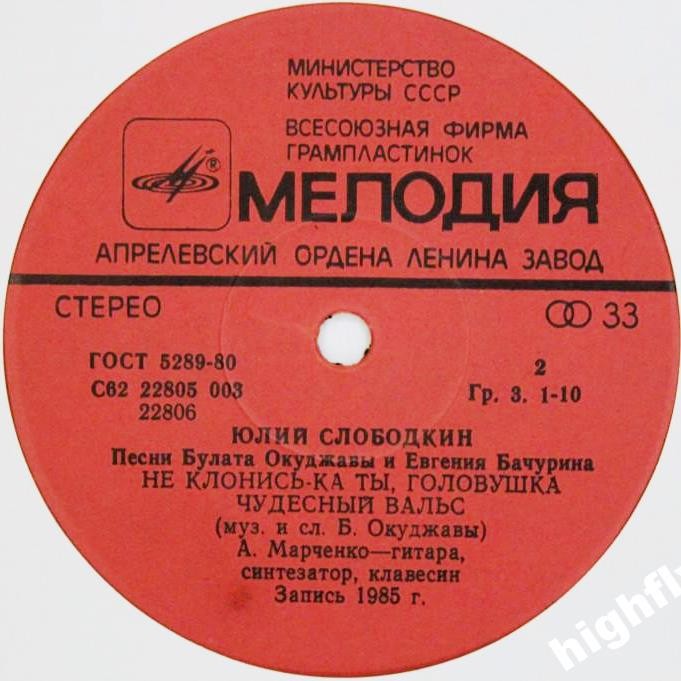 МИНИСТЕРСТВО
КУЛЬТУРЫ СССР
ВСЕСОЮЗНАЯ ФИРМА
ГРАМПЛАСТИНОК
®
МЕЛОДИЯ
АПРЕЛЕВСКИЙ ОРДЕНА ЛЕНИНА ЗАВОД
СТЕРЕО
33
ГОСТ 5289-80
2
С62 22805 003
Гр. 3. 1-10
22806
ЮЛИЙ СЛОБОДКИН
Песни Булата Окуджавы и Евгения Бачурина
НЕ КЛОНИСЬ-КА ТЫ, ГОЛОВУШКА
ЧУДЕСНЫЙ ВАЛЬС
(муз. и сл. Б. Окуджавы)
А. Марченко—гитара,
синтезатор, клавесин
Запись 1985 г.